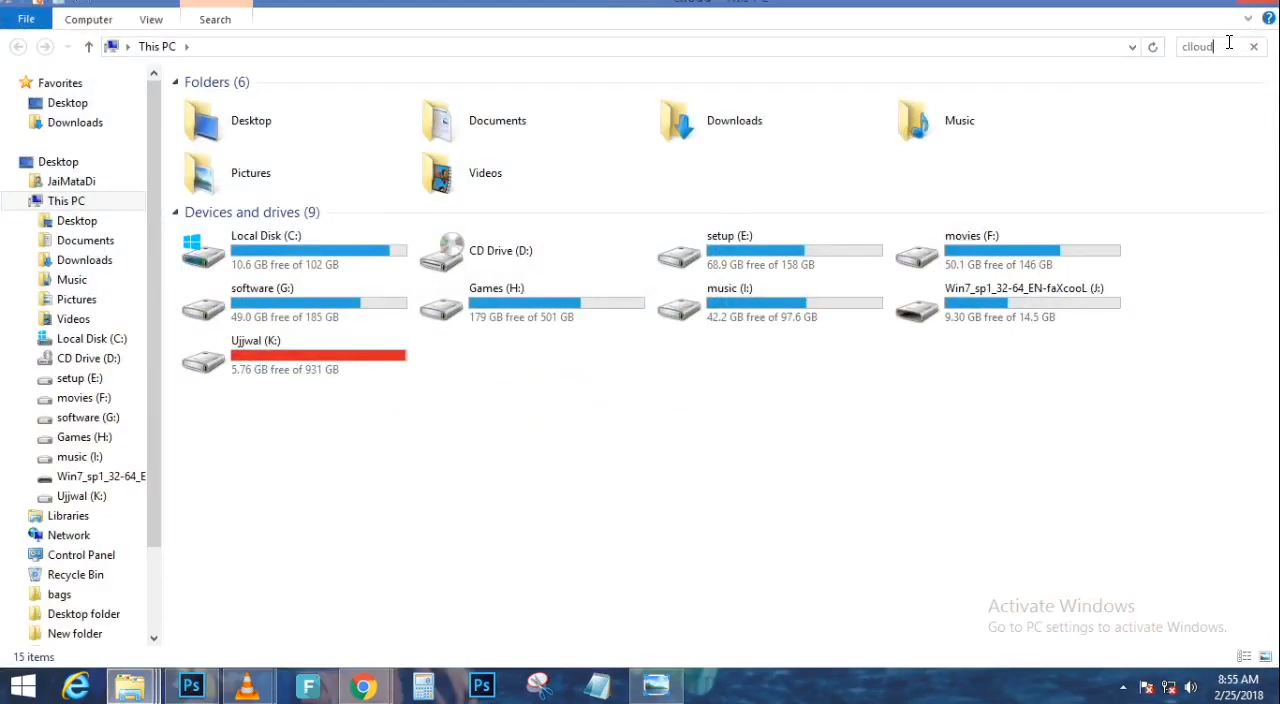 File Computer View Search
This PC clloud
Folders (6)
Favorites
Desktop
Downloads
Desktop Documents Downloads Music
Pictures Videos
Desktop
JaiMataDi
This PC
Desktop
Documents
Downloads
Music
Pictures
Videos
Local Disk (C:)
CD Drive (D:)
setup (E:)
movies (F:)
software (G:)
Games (H:)
music (I:)
Win7_sp1_32-64_E
Ujjwal (K:)
Libraries
Network
Control Panel
Recycle Bin
bags
Desktop folder
New folder
Devices and drives (9)
Local Disk (C:)
10.6 GB free of 102 GB
CD Drive (D:)
setup (E:)
68.9 GB free of 158 GB
movies (F:)
50.1 GB free of 146 GB
software (G:)
49.0 GB free of 185 GB
Games (H:)
179 GB free of 501 GB
music (I:)
42.2 GB free of 97.6 GB
Win7_sp1_32-64_EN-faXcooL (J:)
9.30 GB free of 14.5 GB
Ujjwal (K:)
5.76 GB free of 931 GB
Activate Windows
Go to PC settings to activate Windows.
15 items
Ps F Ps
8:55 AM
2/25/2018